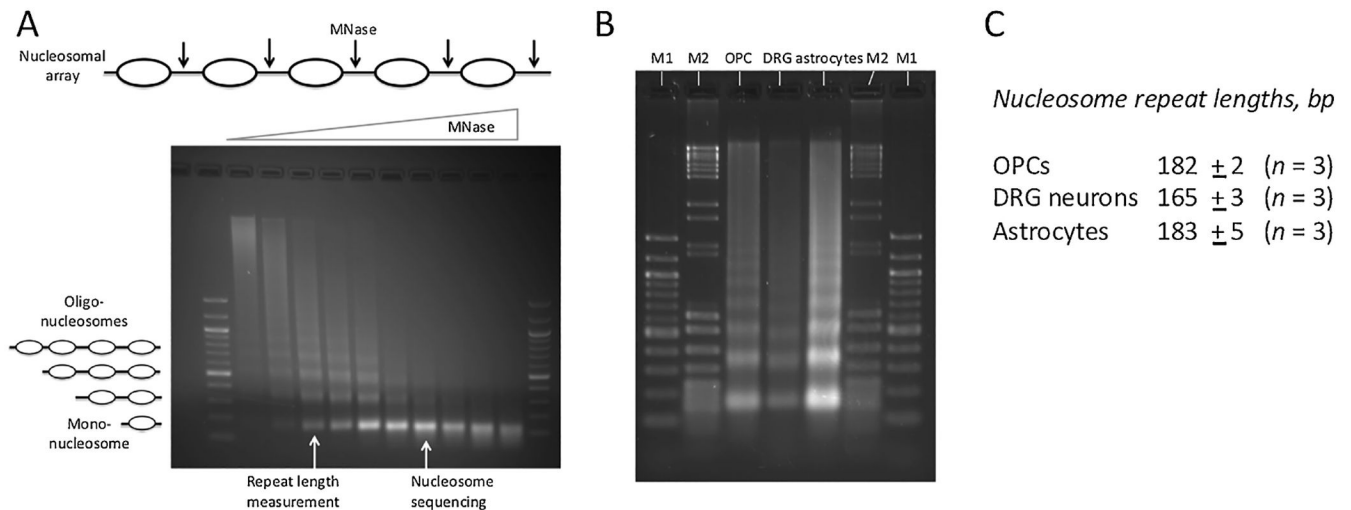 A
MNase
Nucleosomal
array
MNase
Oligo-
nucleosomes
Mono-
nucleosome
Repeat length
measurement
Nucleosome
sequencing
B
M1 M2 OPC DRG astrocytes M2 M1
C
Nucleosome repeat lengths, bp
OPCs 182 ± 2 (n = 3)
DRG neurons 165 ± 3 (n = 3)
Astrocytes 183 ± 5 (n = 3)